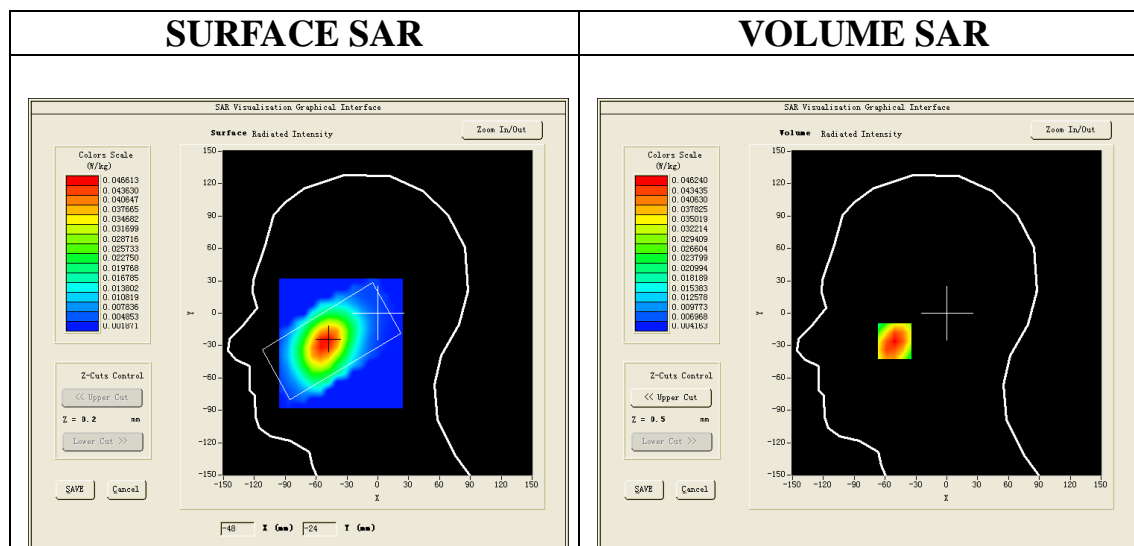 SURFACE SAR
SAR Visualisation Graphical Interface
Surface Radiated Intensity
Zoom In/Out
Colors Scale
(W/kg)
0.046613
0.043630
0.040647
0.037665
0.034682
0.031699
0.028716
0.025733
0.022750
0.019768
0.016785
0.013802
0.010819
0.007836
0.004853
0.001871
Z-Cuts Control
<< Upper Cut
Z = 0.2 mm
Lower Cut >>
SAVE
Cancel
150
120
90
60
30
0
-30
-60
-90
-120
-150
Y
-150 -120 -90 -60 -30 0 30 60 90 120 150
X
-48 X (mm) -24 Y (mm)
VOLUME SAR
SAR Visualisation Graphical Interface
Volume Radiated Intensity
Zoom In/Out
Colors Scale
(W/kg)
0.046240
0.043435
0.040630
0.037825
0.035019
0.032214
0.029409
0.026604
0.023799
0.020994
0.018189
0.015383
0.012578
0.009773
0.006968
0.004163
Z-Cuts Control
<< Upper Cut
Z = 0.5 mm
Lower Cut >>
SAVE
Cancel
150
120
90
60
30
0
-30
-60
-90
-120
-150
Y
-150 -120 -90 -60 -30 0 30 60 90 120 150
X